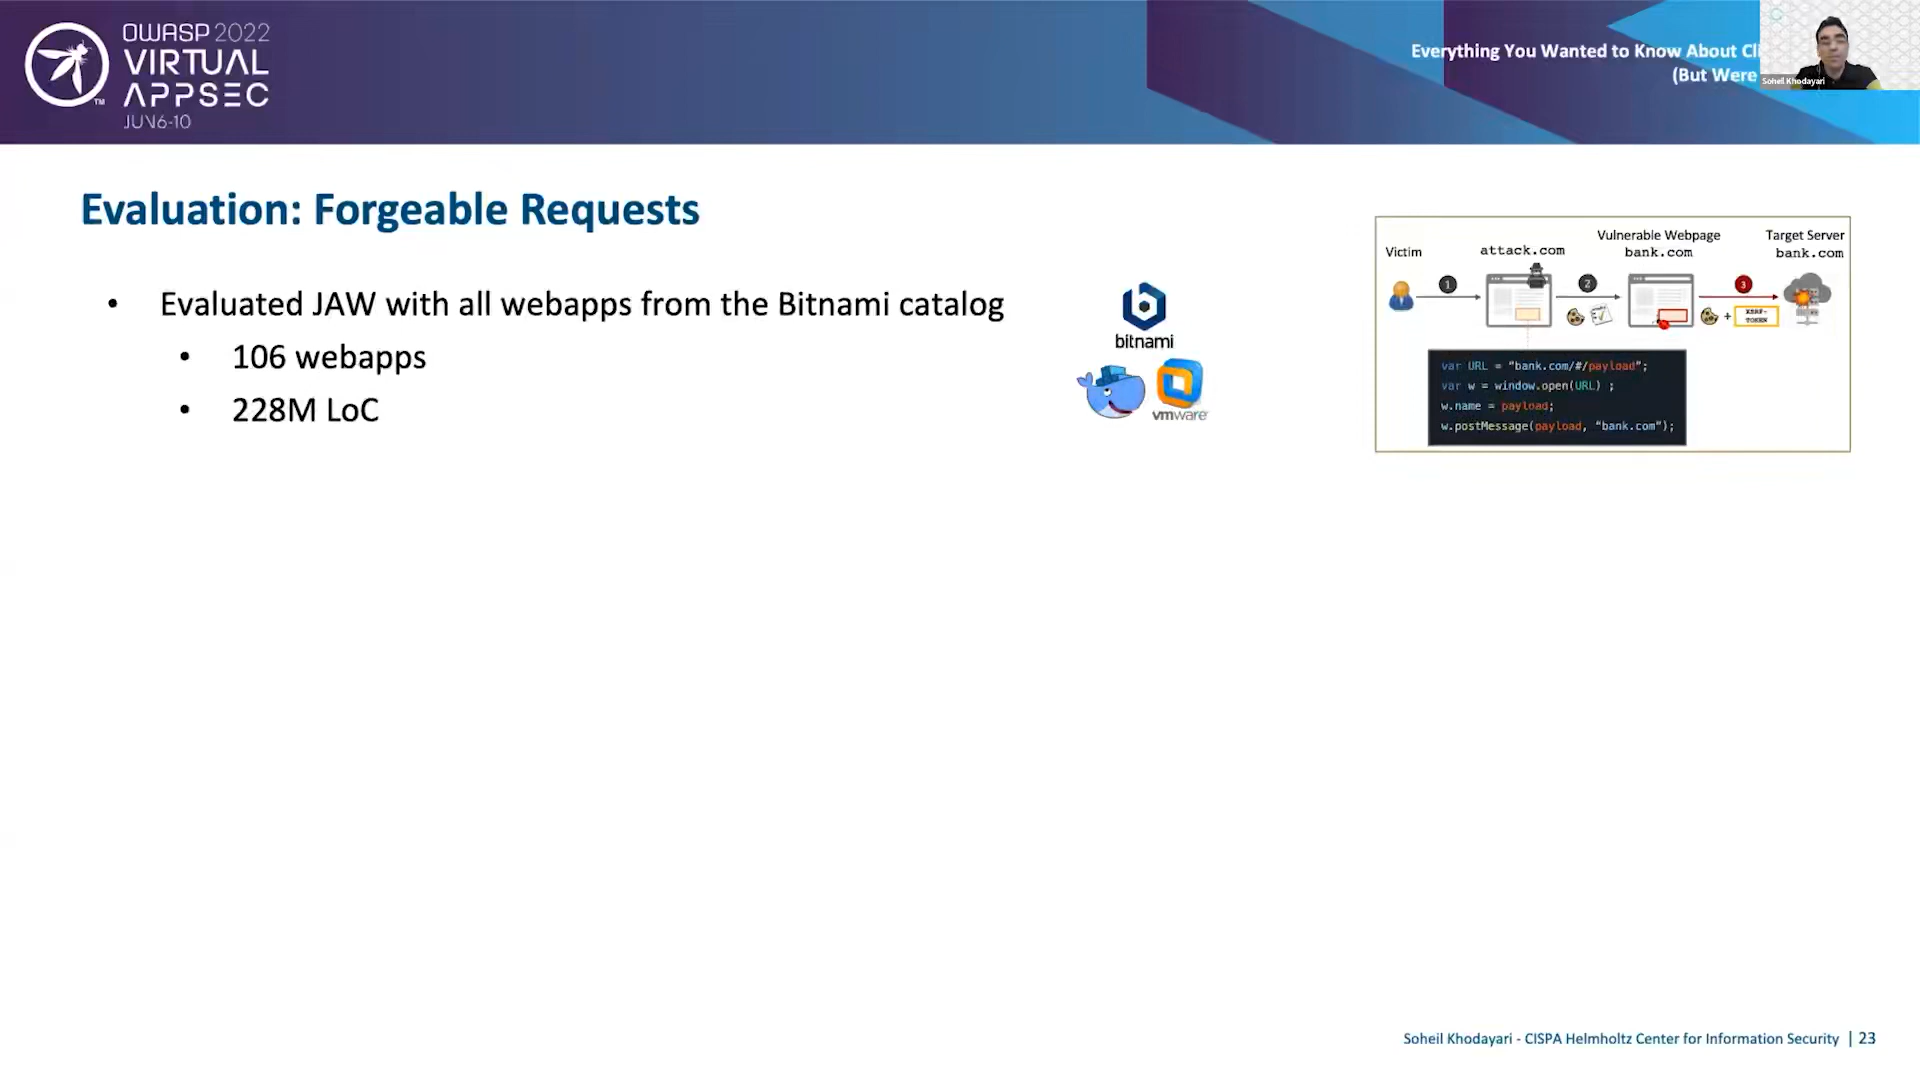 OWASP 2022
VIRTUAL
APPSEC
JUN6-10
TM
Everything You Wanted to Know About Cli
(But Were
Soheil Khodayari
Evaluation: Forgeable Requests
• Evaluated JAW with all webapps from the Bitnami catalog
• 106 webapps
• 228M LoC
bitnami
vmware
Victim
attack.com
Vulnerable Webpage
bank.com
Target Server
bank.com
1
2
3
+
XSRF-
TOKEN
var URL = “bank.com/#/payload”;
var w = window.open(URL) ;
w.name = payload;
w.postMessage(payload, “bank.com”);
Soheil Khodayari - CISPA Helmholtz Center for Information Security | 23